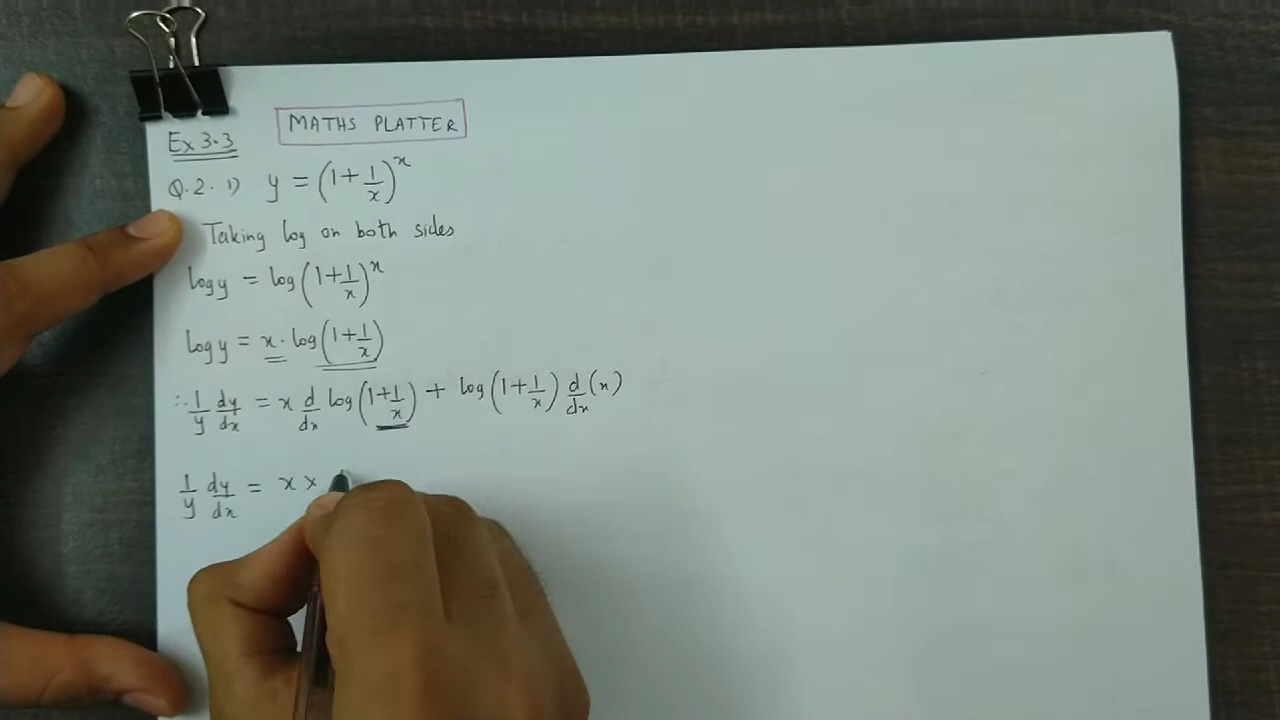 MATHS PLATTER
Ex 3.3
Q.2. 1) y = (1+1/x)^x
Taking log on both sides
log y = log(1+1/x)^x
log y = x . log(1+1/x)
∴ 1/y dy/dx = x d/dx log(1+1/x) + log(1+1/x) d/dx (x)
1/y dy/dx = x ×